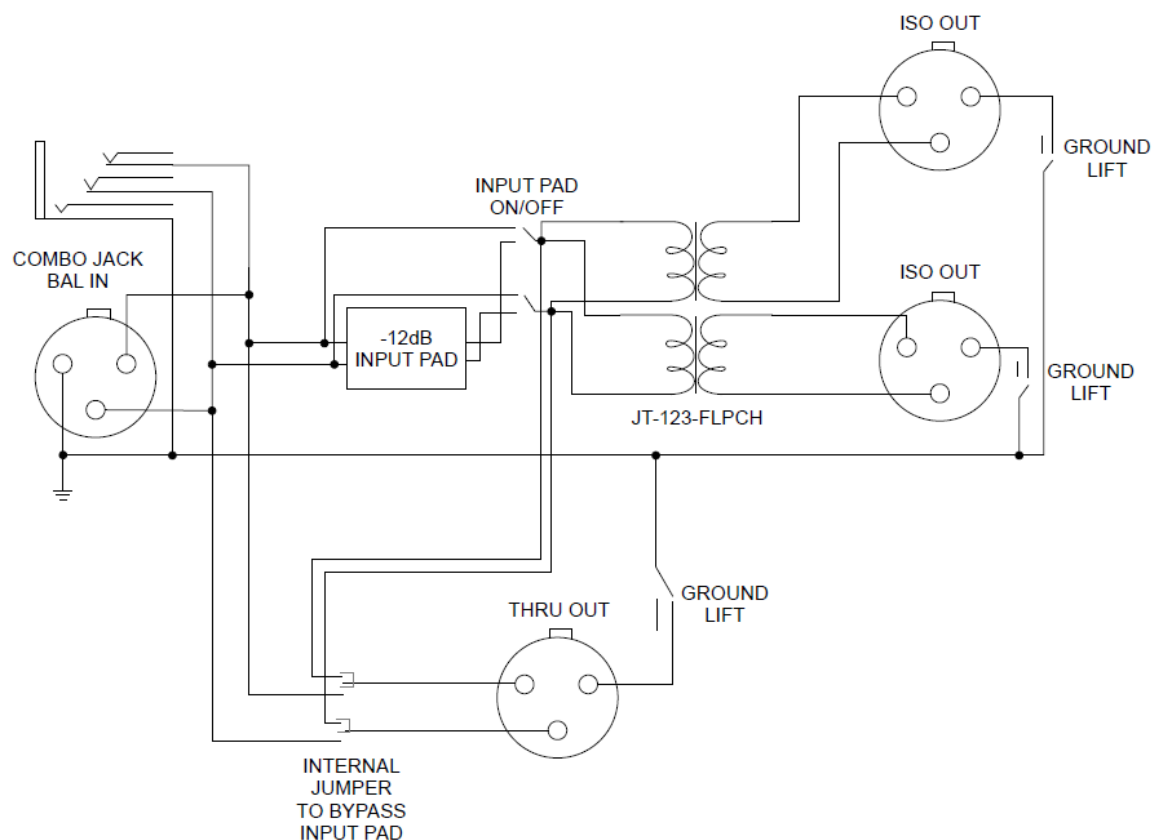 ISO OUT
GROUND
LIFT
INPUT PAD
ON/OFF
COMBO JACK
BAL IN
ISO OUT
-12dB
INPUT PAD
GROUND
LIFT
JT-123-FLPCH
GROUND
LIFT
THRU OUT
INTERNAL
JUMPER
TO BYPASS
INPUT PAD